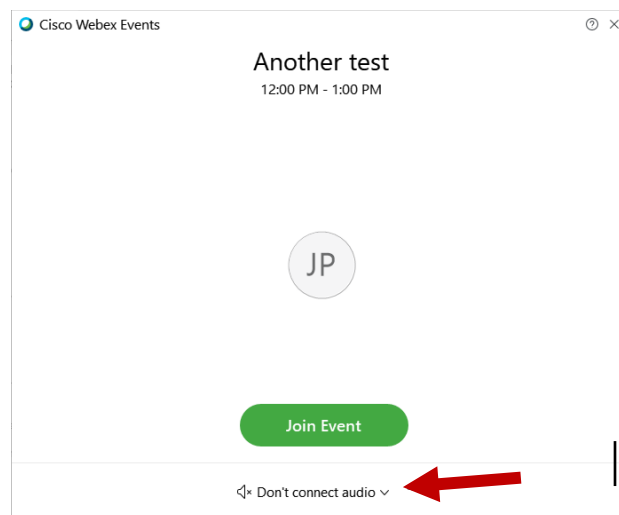 Cisco Webex Events
Another test
12:00 PM - 1:00 PM
JP
Join Event
Don't connect audio